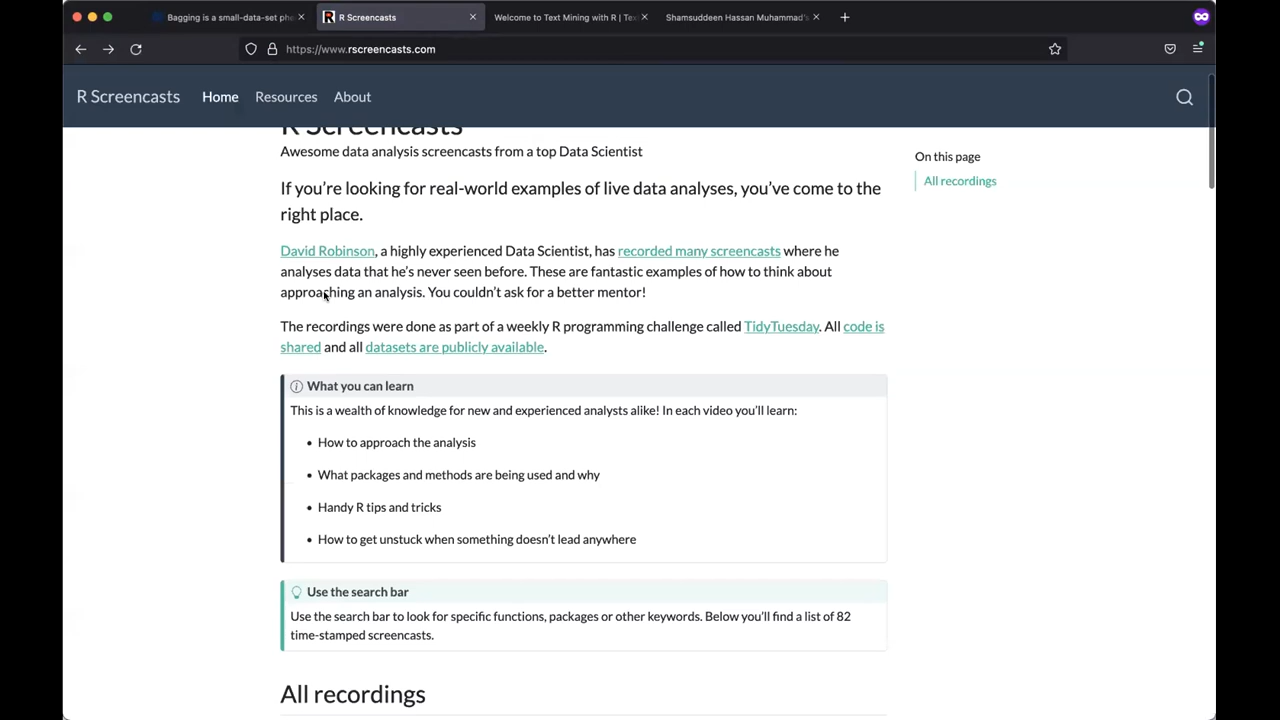 Bagging is a small-data-set phe
R Screencasts
Welcome to Text Mining with R | Tex
Shamsuddeen Hassan Muhammad's
https://www.rscreencasts.com
R Screencasts
Home
Resources
About
R Screencasts
Awesome data analysis screencasts from a top Data Scientist
On this page
All recordings
If you're looking for real-world examples of live data analyses, you've come to the
right place.
David Robinson, a highly experienced Data Scientist, has recorded many screencasts where he
analyses data that he's never seen before. These are fantastic examples of how to think about
approaching an analysis. You couldn't ask for a better mentor!
The recordings were done as part of a weekly R programming challenge called TidyTuesday. All code is
shared and all datasets are publicly available.
What you can learn
This is a wealth of knowledge for new and experienced analysts alike! In each video you'll learn:
• How to approach the analysis
• What packages and methods are being used and why
• Handy R tips and tricks
• How to get unstuck when something doesn't lead anywhere
Use the search bar
Use the search bar to look for specific functions, packages or other keywords. Below you'll find a list of 82
time-stamped screencasts.
All recordings